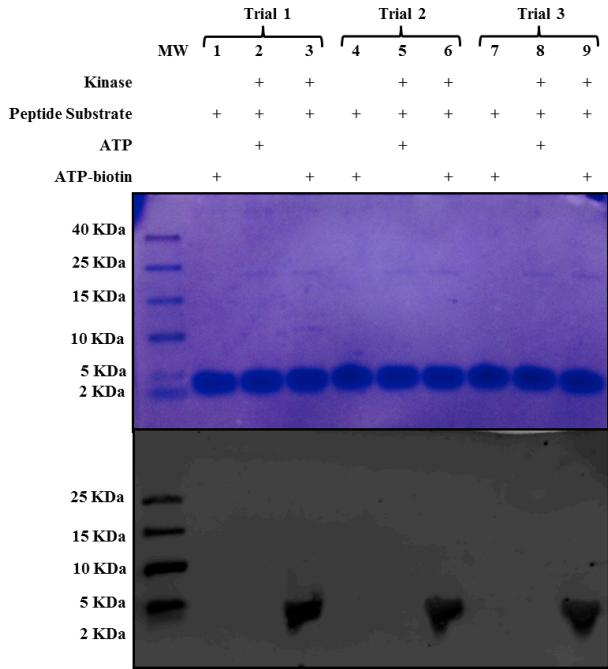 Trial 1 Trial 2 Trial 3
MW 1 2 3 4 5 6 7 8 9
Kinase + + + + + +
Peptide Substrate + + + + + + + + +
ATP + + +
ATP-biotin + + + + + +
40 KDa
25 KDa
15 KDa
10 KDa
5 KDa
2 KDa
25 KDa
15 KDa
10 KDa
5 KDa
2 KDa